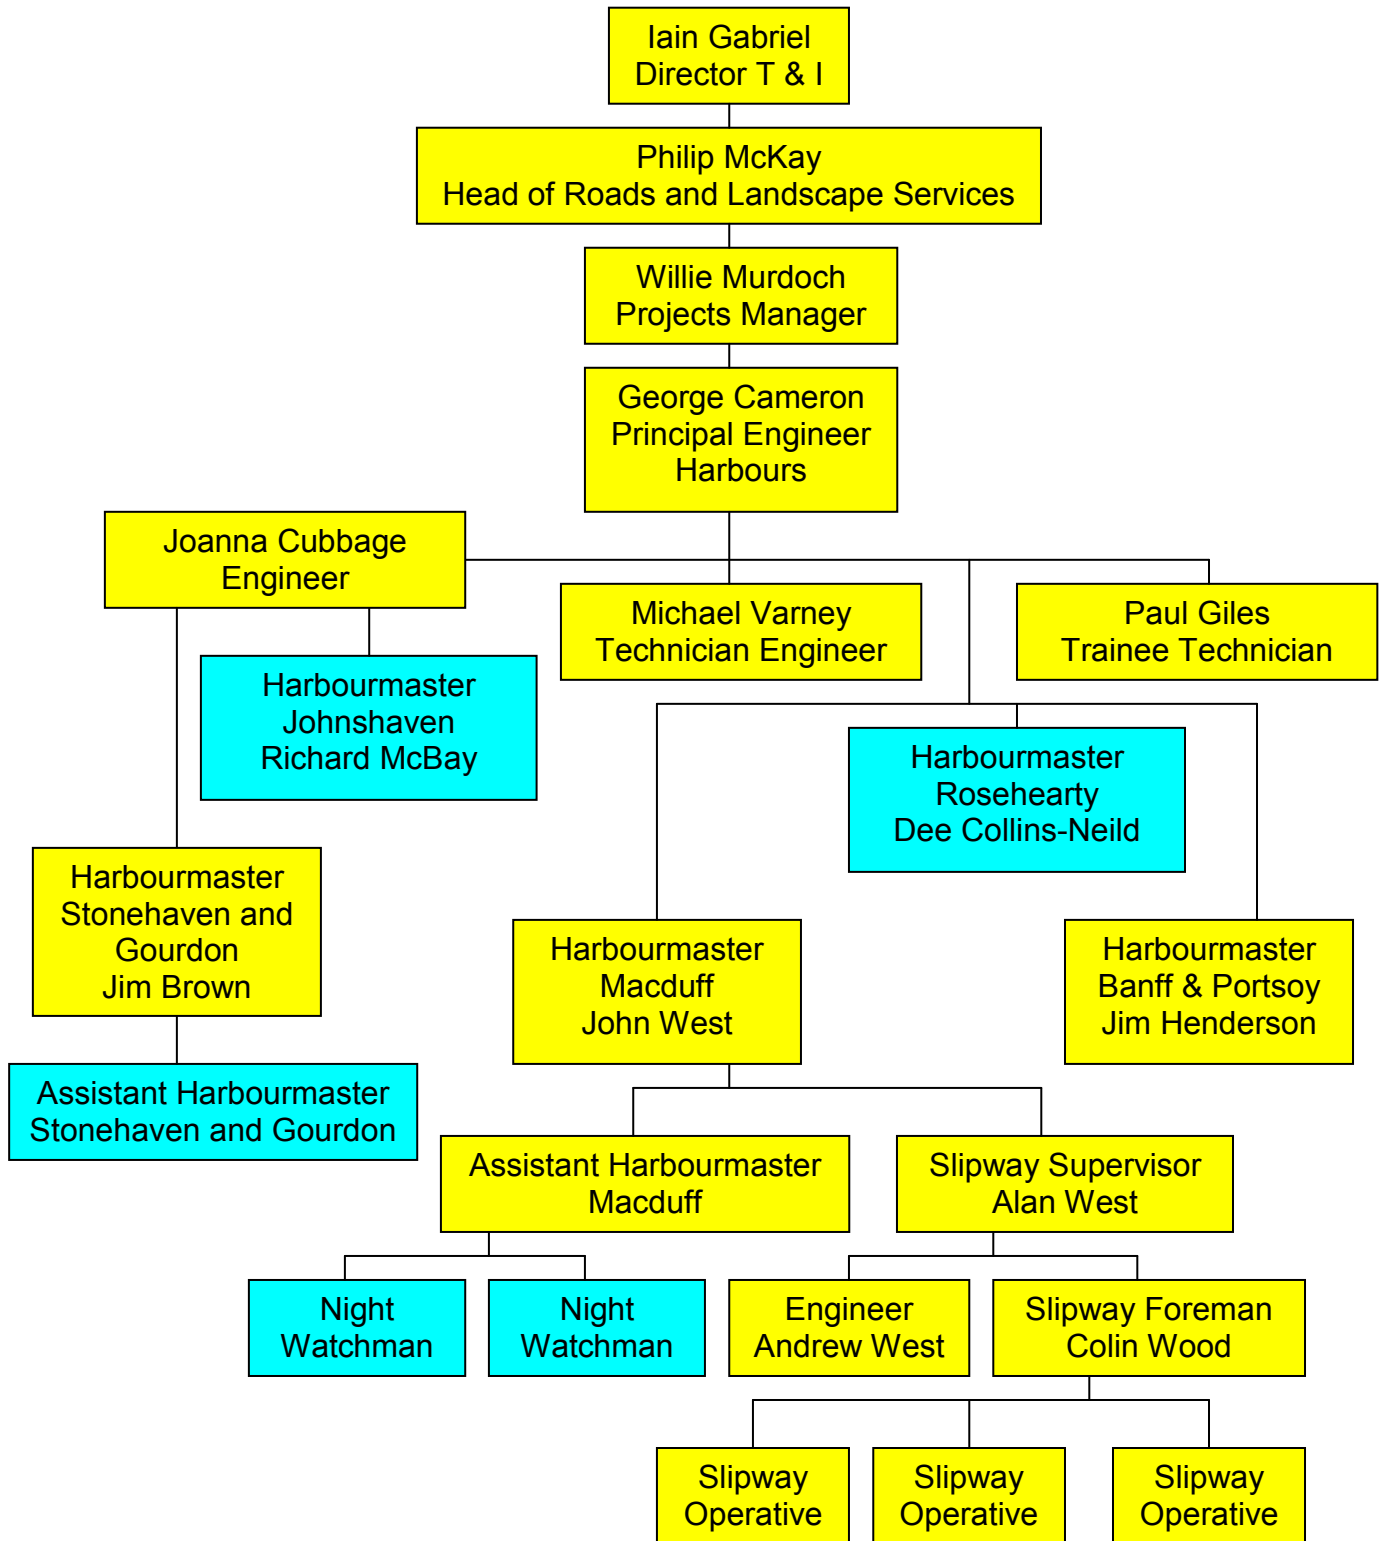 Iain Gabriel
Director T & I
Philip McKay
Head of Roads and Landscape Services
Willie Murdoch
Projects Manager
George Cameron
Principal Engineer
Harbours
Joanna Cubbage
Engineer
Michael Varney
Technician Engineer
Paul Giles
Trainee Technician
Harbourmaster
Johnshaven
Richard McBay
Harbourmaster
Rosehearty
Dee Collins-Neild
Harbourmaster
Stonehaven and
Gourdon
Jim Brown
Harbourmaster
Macduff
John West
Harbourmaster
Banff & Portsoy
Jim Henderson
Assistant Harbourmaster
Stonehaven and Gourdon
Assistant Harbourmaster
Macduff
Slipway Supervisor
Alan West
Night
Watchman
Night
Watchman
Engineer
Andrew West
Slipway Foreman
Colin Wood
Slipway
Operative
Slipway
Operative
Slipway
Operative